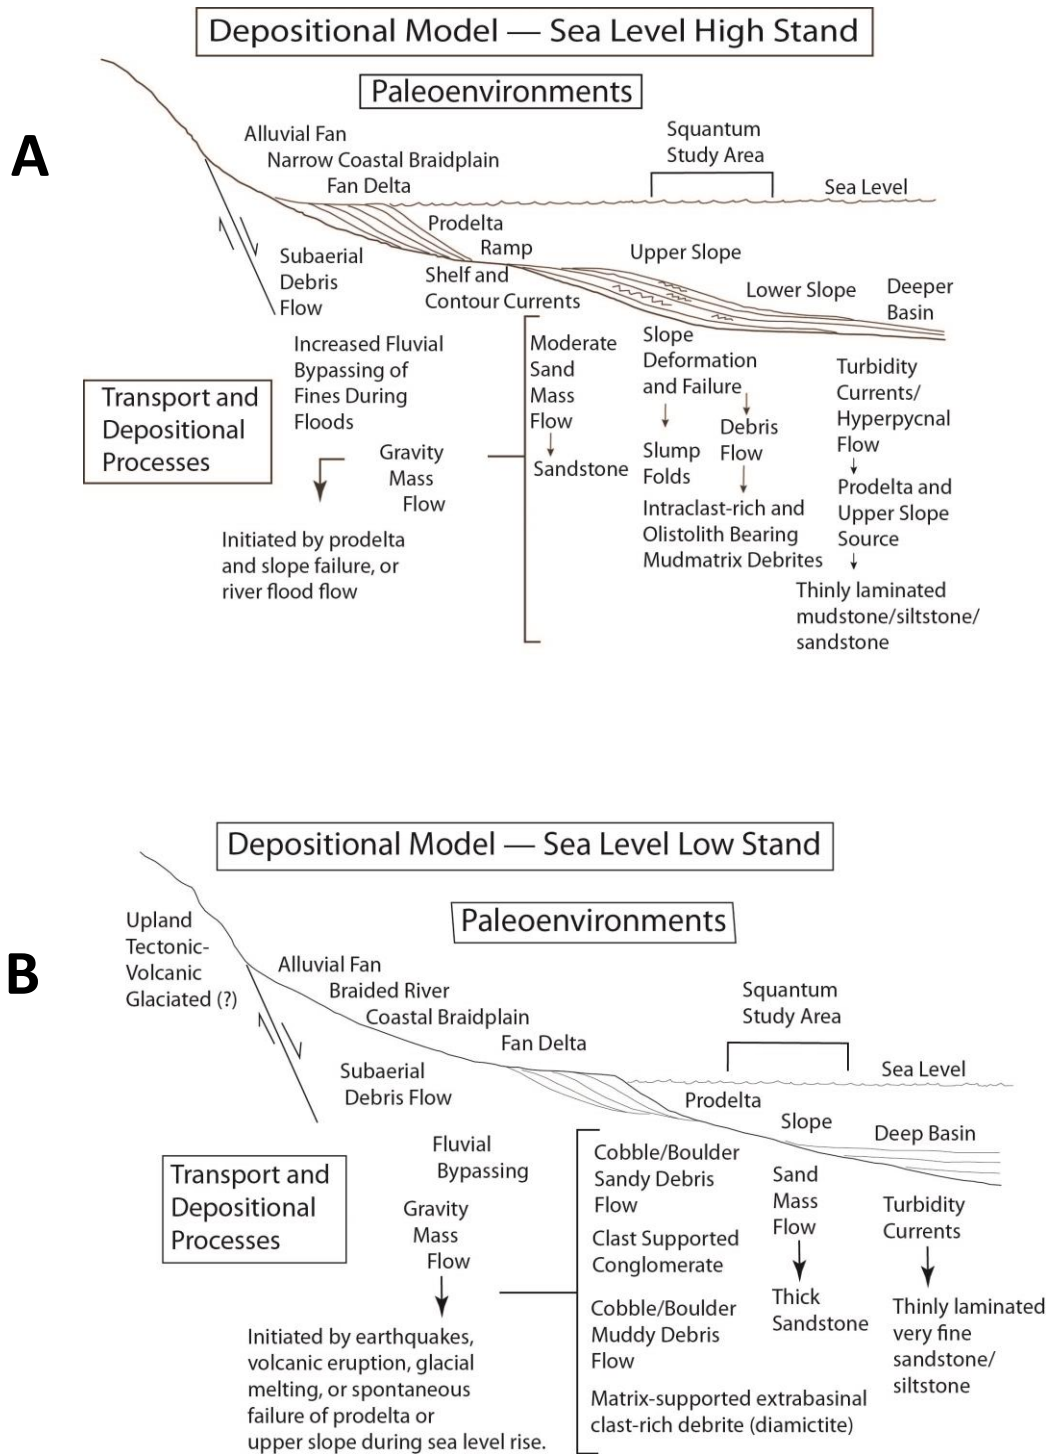 Depositional Model — Sea Level High Stand
Paleoenvironments
A
Alluvial Fan
Narrow Coastal Braidplain
Fan Delta
Squantum
Study Area
Sea Level
Prodelta
Ramp
Shelf and
Contour Currents
Upper Slope
Lower Slope
Deeper
Basin
Subaerial
Debris
Flow
Transport and
Depositional
Processes
Increased Fluvial
Bypassing of
Fines During
Floods
Gravity
Mass
Flow
Initiated by prodelta
and slope failure, or
river flood flow
Moderate
Sand
Mass
Flow
Sandstone
Slope
Deformation
and Failure
Slump
Folds
Debris
Flow
Intraclast-rich and
Olistolith Bearing
Mudmatrix Debrites
Turbidity
Currents/
Hyperpycnal
Flow
Prodelta and
Upper Slope
Source
Thinly laminated
mudstone/siltstone/
sandstone
Depositional Model — Sea Level Low Stand
Paleoenvironments
B
Upland
Tectonic-
Volcanic
Glaciated (?)
Alluvial Fan
Braided River
Coastal Braidplain
Fan Delta
Squantum
Study Area
Sea Level
Prodelta
Slope
Deep Basin
Subaerial
Debris Flow
Transport and
Depositional
Processes
Fluvial
Bypassing
Gravity
Mass
Flow
Initiated by earthquakes,
volcanic eruption, glacial
melting, or spontaneous
failure of prodelta or
upper slope during sea level rise.
Cobble/Boulder
Sandy Debris
Flow
Clast Supported
Conglomerate
Cobble/Boulder
Muddy Debris
Flow
Matrix-supported extrabasinal
clast-rich debrite (diamictite)
Sand
Mass
Flow
Thick
Sandstone
Turbidity
Currents
Thinly laminated
very fine
sandstone/
siltstone